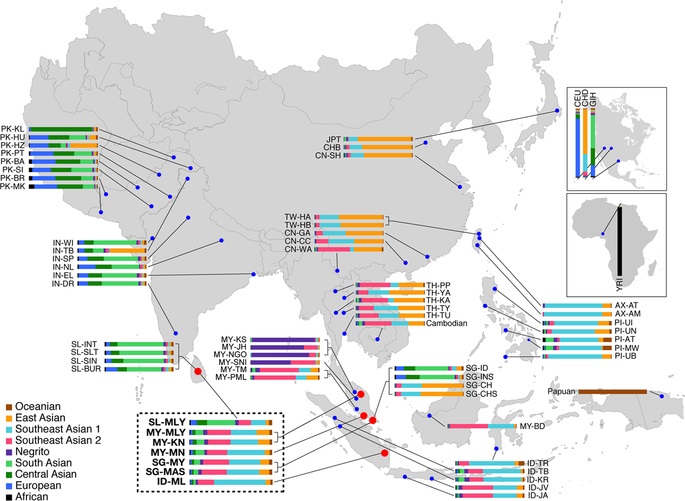 PK-KL
PK-HU
PK-HZ
PK-PT
PK-BA
PK-SI
PK-BR
PK-MK
JPT
CHB
CN-SH
CEU
CHD
GIH
YRI
TW-HA
TW-HB
CN-GA
CN-CC
CN-WA
IN-WI
IN-TB
IN-SP
IN-NL
IN-EL
IN-DR
TH-PP
TH-YA
TH-KA
TH-TY
TH-TU
Cambodian
AX-AT
AX-AM
PI-UI
PI-UN
PI-AT
PI-MW
PI-UB
SL-INT
SL-SLT
SL-SIN
SL-BUR
MY-KS
MY-JH
MY-NGO
MY-SNI
MY-TM
MY-PML
SG-ID
SG-INS
SG-CH
SG-CHS
Papuan
SL-MLY
MY-MLY
MY-KN
MY-MN
SG-MY
SG-MAS
ID-ML
MY-BD
ID-TR
ID-TB
ID-KR
ID-JV
ID-JA
Oceanian
East Asian
Southeast Asian 1
Southeast Asian 2
Negrito
South Asian
Central Asian
European
African